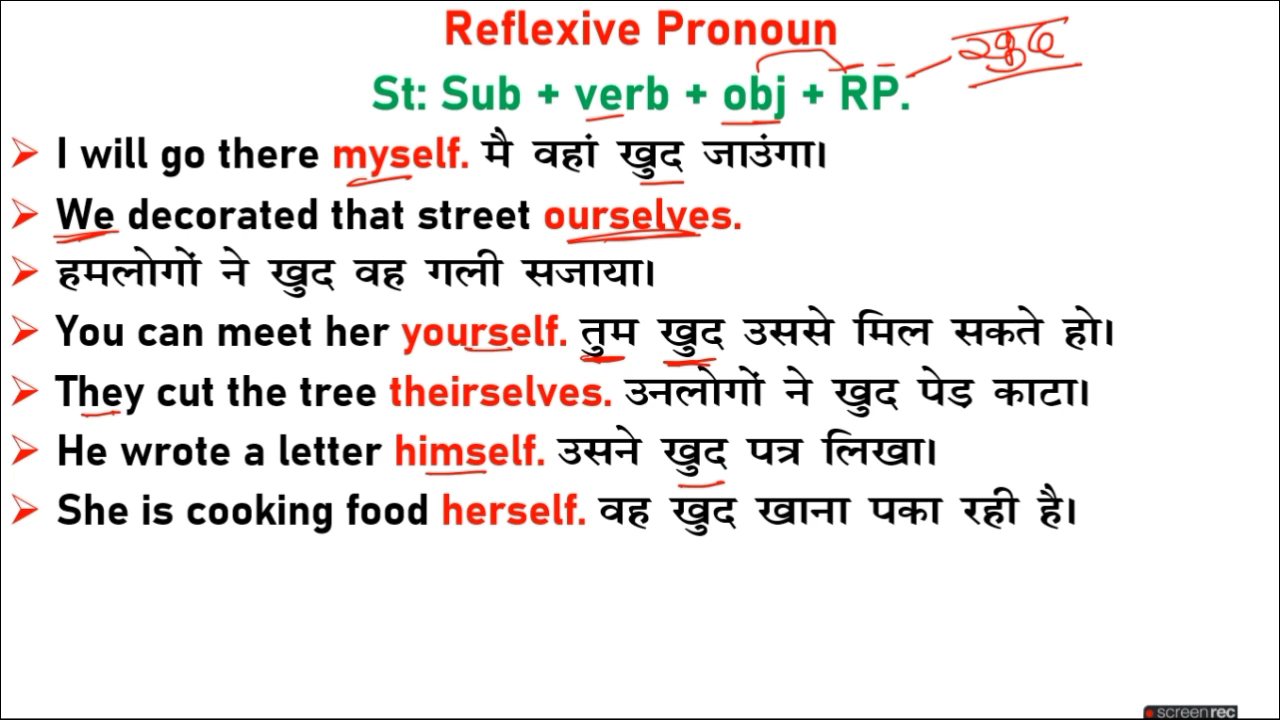 Reflexive Pronoun
St: Sub + verb + obj + RP. खुद
➢ I will go there myself. मै वहां खुद जाउंगा।
➢ We decorated that street ourselves.
➢ हमलोगों ने खुद वह गली सजाया।
➢ You can meet her yourself. तुम खुद उससे मिल सकते हो।
➢ They cut the tree theirselves. उनलोगों ने खुद पेड़ काटा।
➢ He wrote a letter himself. उसने खुद पत्र लिखा।
➢ She is cooking food herself. वह खुद खाना पका रही है।
screenrec